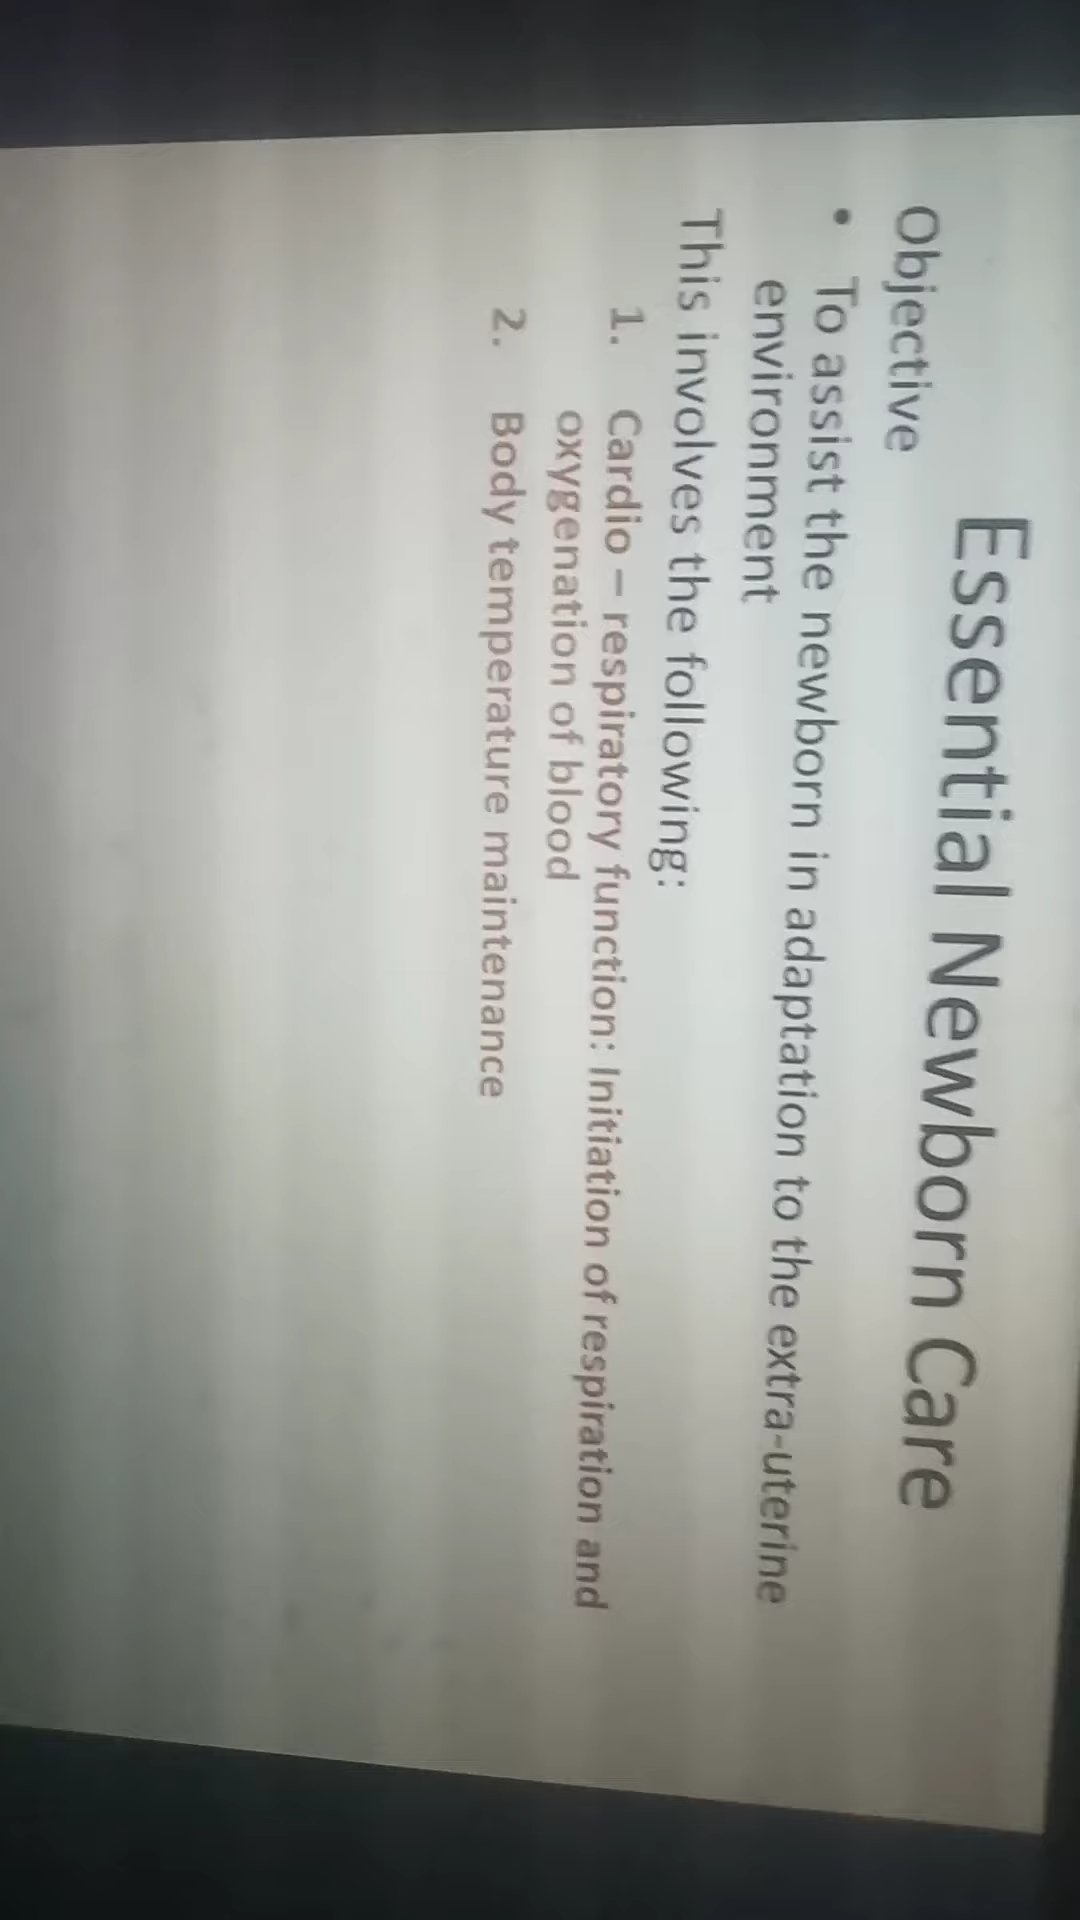 Essential Newborn Care
Objective
• To assist the newborn in adaptation to the extra-uterine
environment
This involves the following:
1. Cardio – respiratory function: Initiation of respiration and
oxygenation of blood
2. Body temperature maintenance